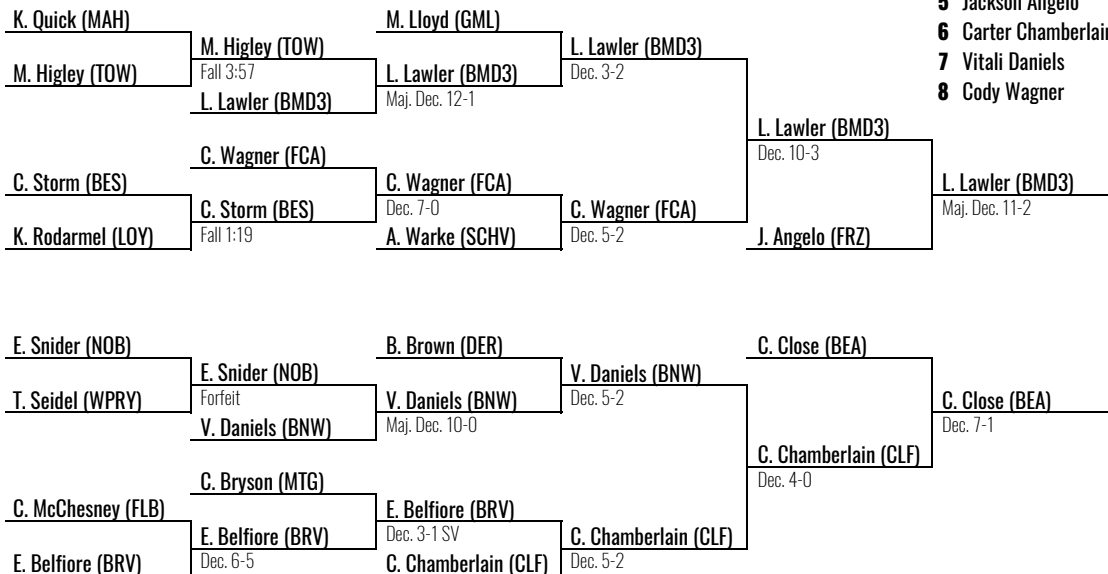 5 Jackson Angelo
6 Carter Chamberlain
7 Vitali Daniels
8 Cody Wagner
K. Quick (MAH)
M. Higley (TOW)
M. Higley (TOW)
Fall 3:57
L. Lawler (BMD3)
M. Lloyd (GML)
L. Lawler (BMD3)
Maj. Dec. 12-1
L. Lawler (BMD3)
Dec. 3-2
C. Wagner (FCA)
C. Storm (BES)
K. Rodarmel (LOY)
C. Storm (BES)
Fall 1:19
C. Wagner (FCA)
Dec. 7-0
A. Warke (SCHV)
C. Wagner (FCA)
Dec. 5-2
L. Lawler (BMD3)
Dec. 10-3
J. Angelo (FRZ)
L. Lawler (BMD3)
Maj. Dec. 11-2
E. Snider (NOB)
T. Seidel (WPRY)
E. Snider (NOB)
Forfeit
V. Daniels (BNW)
B. Brown (DER)
V. Daniels (BNW)
Maj. Dec. 10-0
V. Daniels (BNW)
Dec. 5-2
C. Bryson (MTG)
C. McChesney (FLB)
E. Belfiore (BRV)
E. Belfiore (BRV)
Dec. 6-5
E. Belfiore (BRV)
Dec. 3-1 SV
C. Chamberlain (CLF)
C. Chamberlain (CLF)
Dec. 5-2
C. Close (BEA)
C. Chamberlain (CLF)
Dec. 4-0
C. Close (BEA)
Dec. 7-1